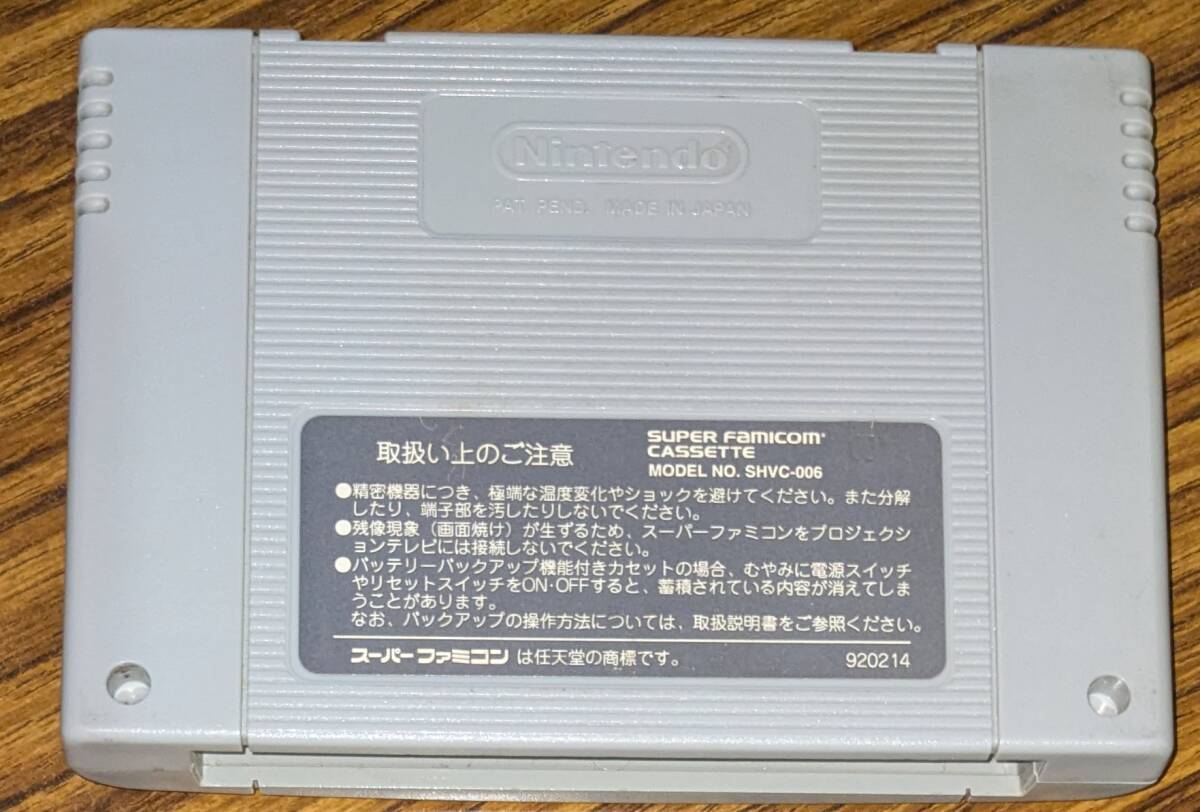 Nintendo®
PAT. PEND. MADE IN JAPAN
取扱い上のご注意
SUPER FAMICOM®
CASSETTE
MODEL NO. SHVC-006
●精密機器につき、極端な温度変化やショックを避けてください。また分解
したり、端子部を汚したりしないでください。
●残像現象（画面焼け）が生ずるため、スーパーファミコンをプロジェクシ
ョンテレビには接続しないでください。
●バッテリーバックアップ機能付きカセットの場合、むやみに電源スイッチ
やリセットスイッチをON・OFFすると、蓄積されている内容が消えてしま
うことがあります。
なお、バックアップの操作方法については、取扱説明書をご参照ください。
スーパーファミコンは任天堂の商標です。 920214